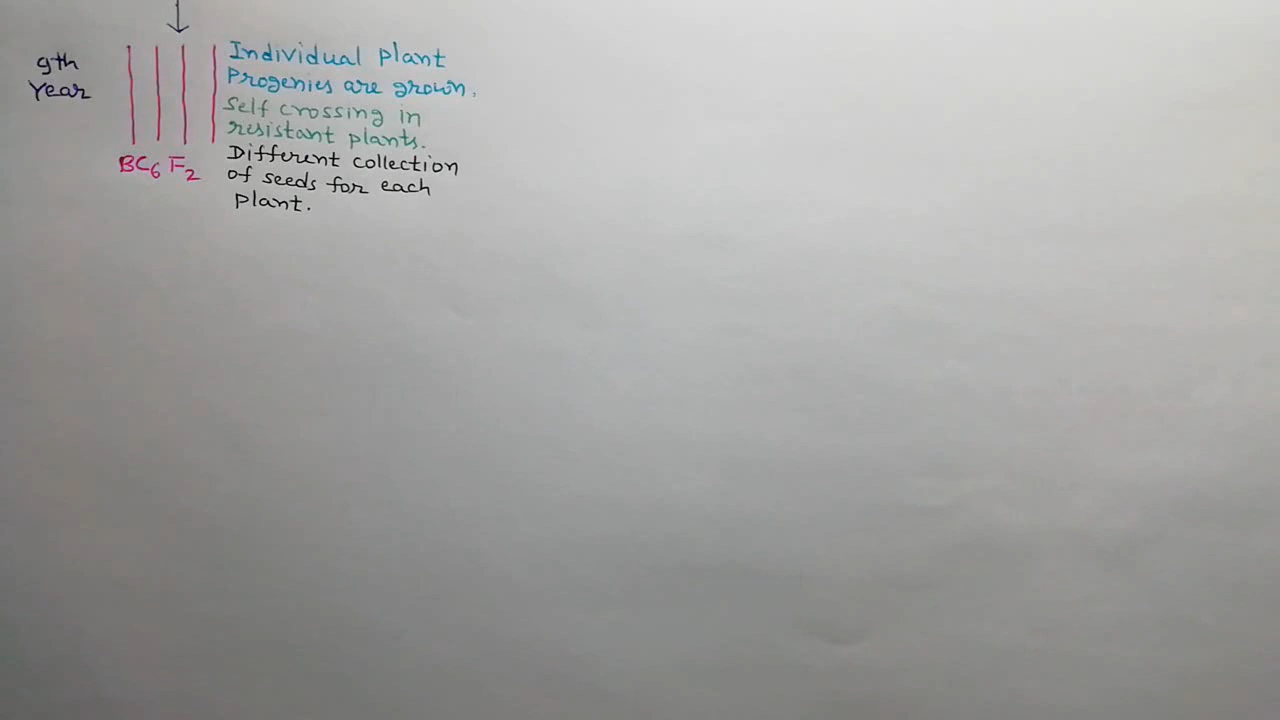 9th
Year
Individual plant
Progenies are grown.
Self crossing in
resistant plants.
Different collection
of seeds for each
plant.
BC6 F2